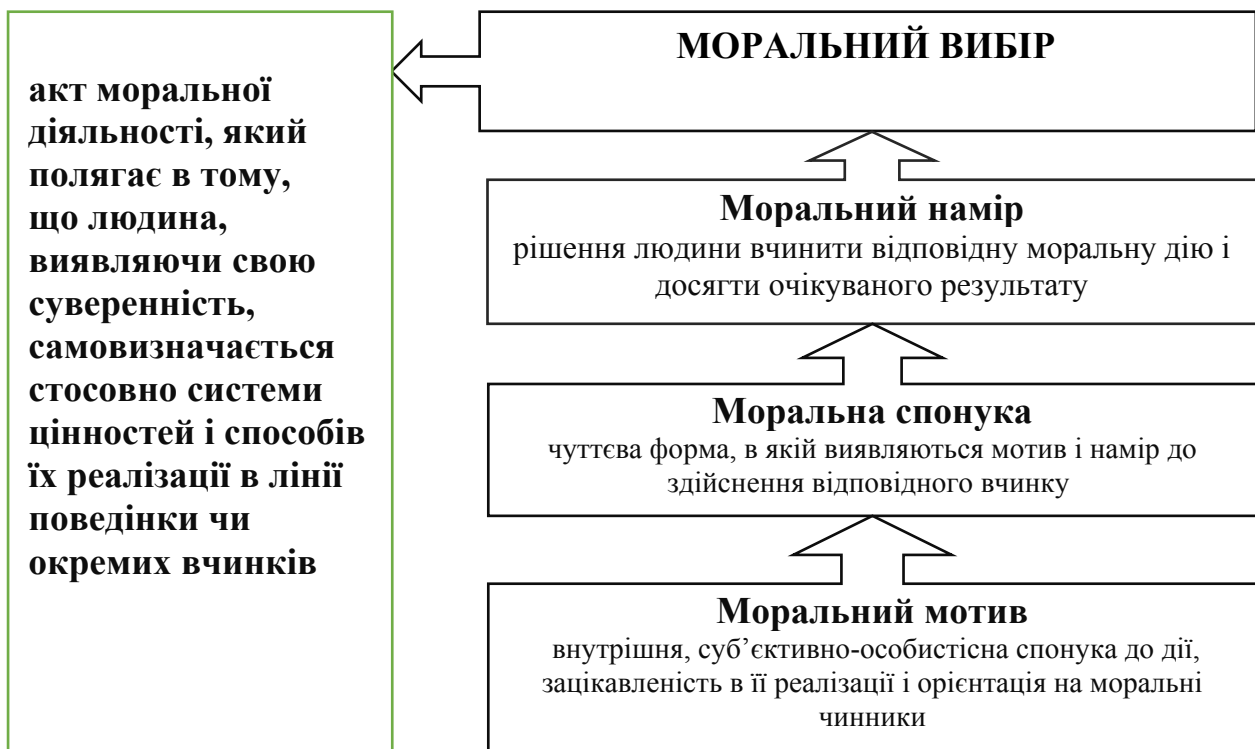 МОРАЛЬНИЙ ВИБІР
акт моральної
діяльності, який
полягає в тому,
що людина,
виявляючи свою
суверенність,
самовизначається
стосовно системи
цінностей і способів
їх реалізації в лінії
поведінки чи
окремих вчинків
Моральний намір
рішення людини вчинити відповідну моральну дію і
досягти очікуваного результату
Моральна спонука
чуттєва форма, в якій виявляються мотив і намір до
здійснення відповідного вчинку
Моральний мотив
внутрішня, суб’єктивно-особистісна спонука до дії,
зацікавленість в її реалізації і орієнтація на моральні
чинники